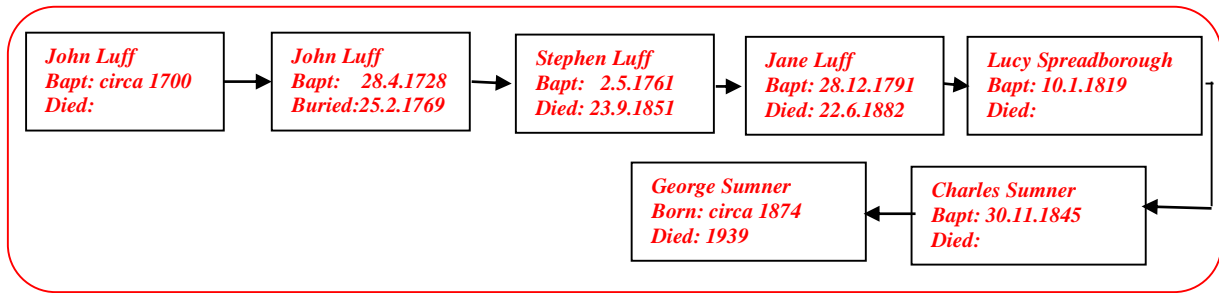 John Luff
Bapt: circa 1700
Died:
John Luff
Bapt: 28.4.1728
Buried:25.2.1769
Stephen Luff
Bapt: 2.5.1761
Died: 23.9.1851
Jane Luff
Bapt: 28.12.1791
Died: 22.6.1882
Lucy Spreadborough
Bapt: 10.1.1819
Died:
Charles Sumner
Bapt: 30.11.1845
Died:
George Sumner
Born: circa 1874
Died: 1939